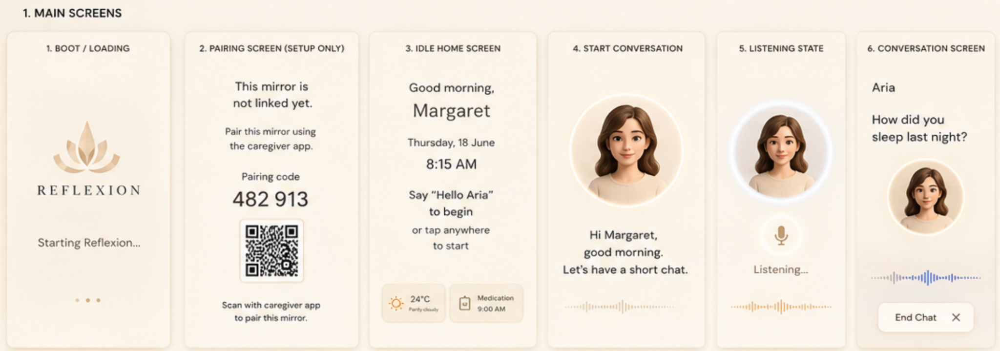 1. MAIN SCREENS
1. BOOT / LOADING
REFLEXION
Starting Reflexion...
2. PAIRING SCREEN (SETUP ONLY)
This mirror is
not linked yet.
Pair this mirror using
the caregiver app.
Pairing code
482 913
Scan with caregiver app
to pair this mirror.
3. IDLE HOME SCREEN
Good morning,
Margaret
Thursday, 18 June
8:15 AM
Say “Hello Aria”
to begin
or tap anywhere
to start
24°C
Partly cloudy
Medication
9:00 AM
4. START CONVERSATION
Hi Margaret,
good morning.
Let’s have a short chat.
5. LISTENING STATE
Listening...
6. CONVERSATION SCREEN
Aria
How did you
sleep last night?
End Chat